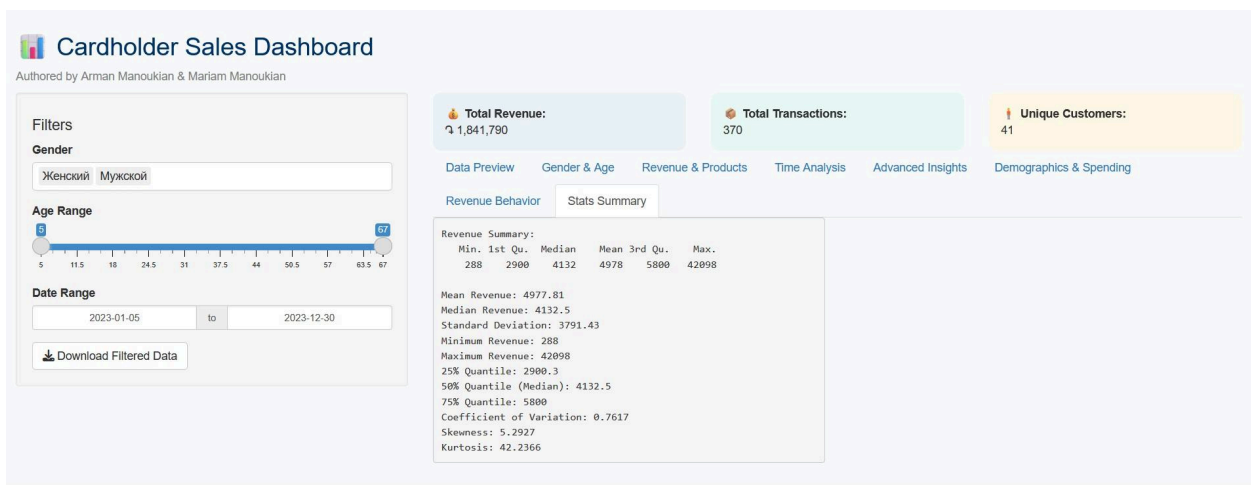 Cardholder Sales Dashboard
Authored by Arman Manoukian & Mariam Manoukian
Filters
Gender
Женский Мужской
Age Range
5 67
5 11.5 18 24.5 31 37.5 44 50.5 57 63.5 67
Date Range
2023-01-05 to 2023-12-30
Download Filtered Data
Total Revenue:
֏ 1,841,790
Total Transactions:
370
Unique Customers:
41
Data Preview Gender & Age Revenue & Products Time Analysis Advanced Insights Demographics & Spending
Revenue Behavior Stats Summary
Revenue Summary:
Min. 1st Qu. Median Mean 3rd Qu. Max.
288 2900 4132 4978 5800 42098
Mean Revenue: 4977.81
Median Revenue: 4132.5
Standard Deviation: 3791.43
Minimum Revenue: 288
Maximum Revenue: 42098
25% Quantile: 2900.3
50% Quantile (Median): 4132.5
75% Quantile: 5800
Coefficient of Variation: 0.7617
Skewness: 5.2927
Kurtosis: 42.2366